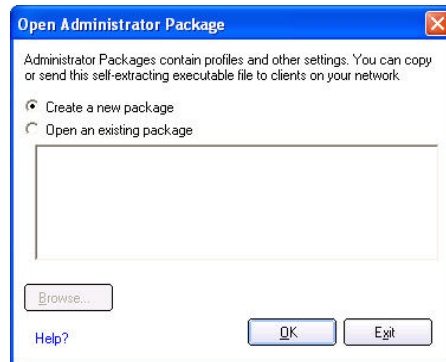 Open Administrator Package
Administrator Packages contain profiles and other settings. You can copy
or send this self-extracting executable file to clients on your network
Create a new package
Open an existing package
Browse...
Help?
OK
Exit